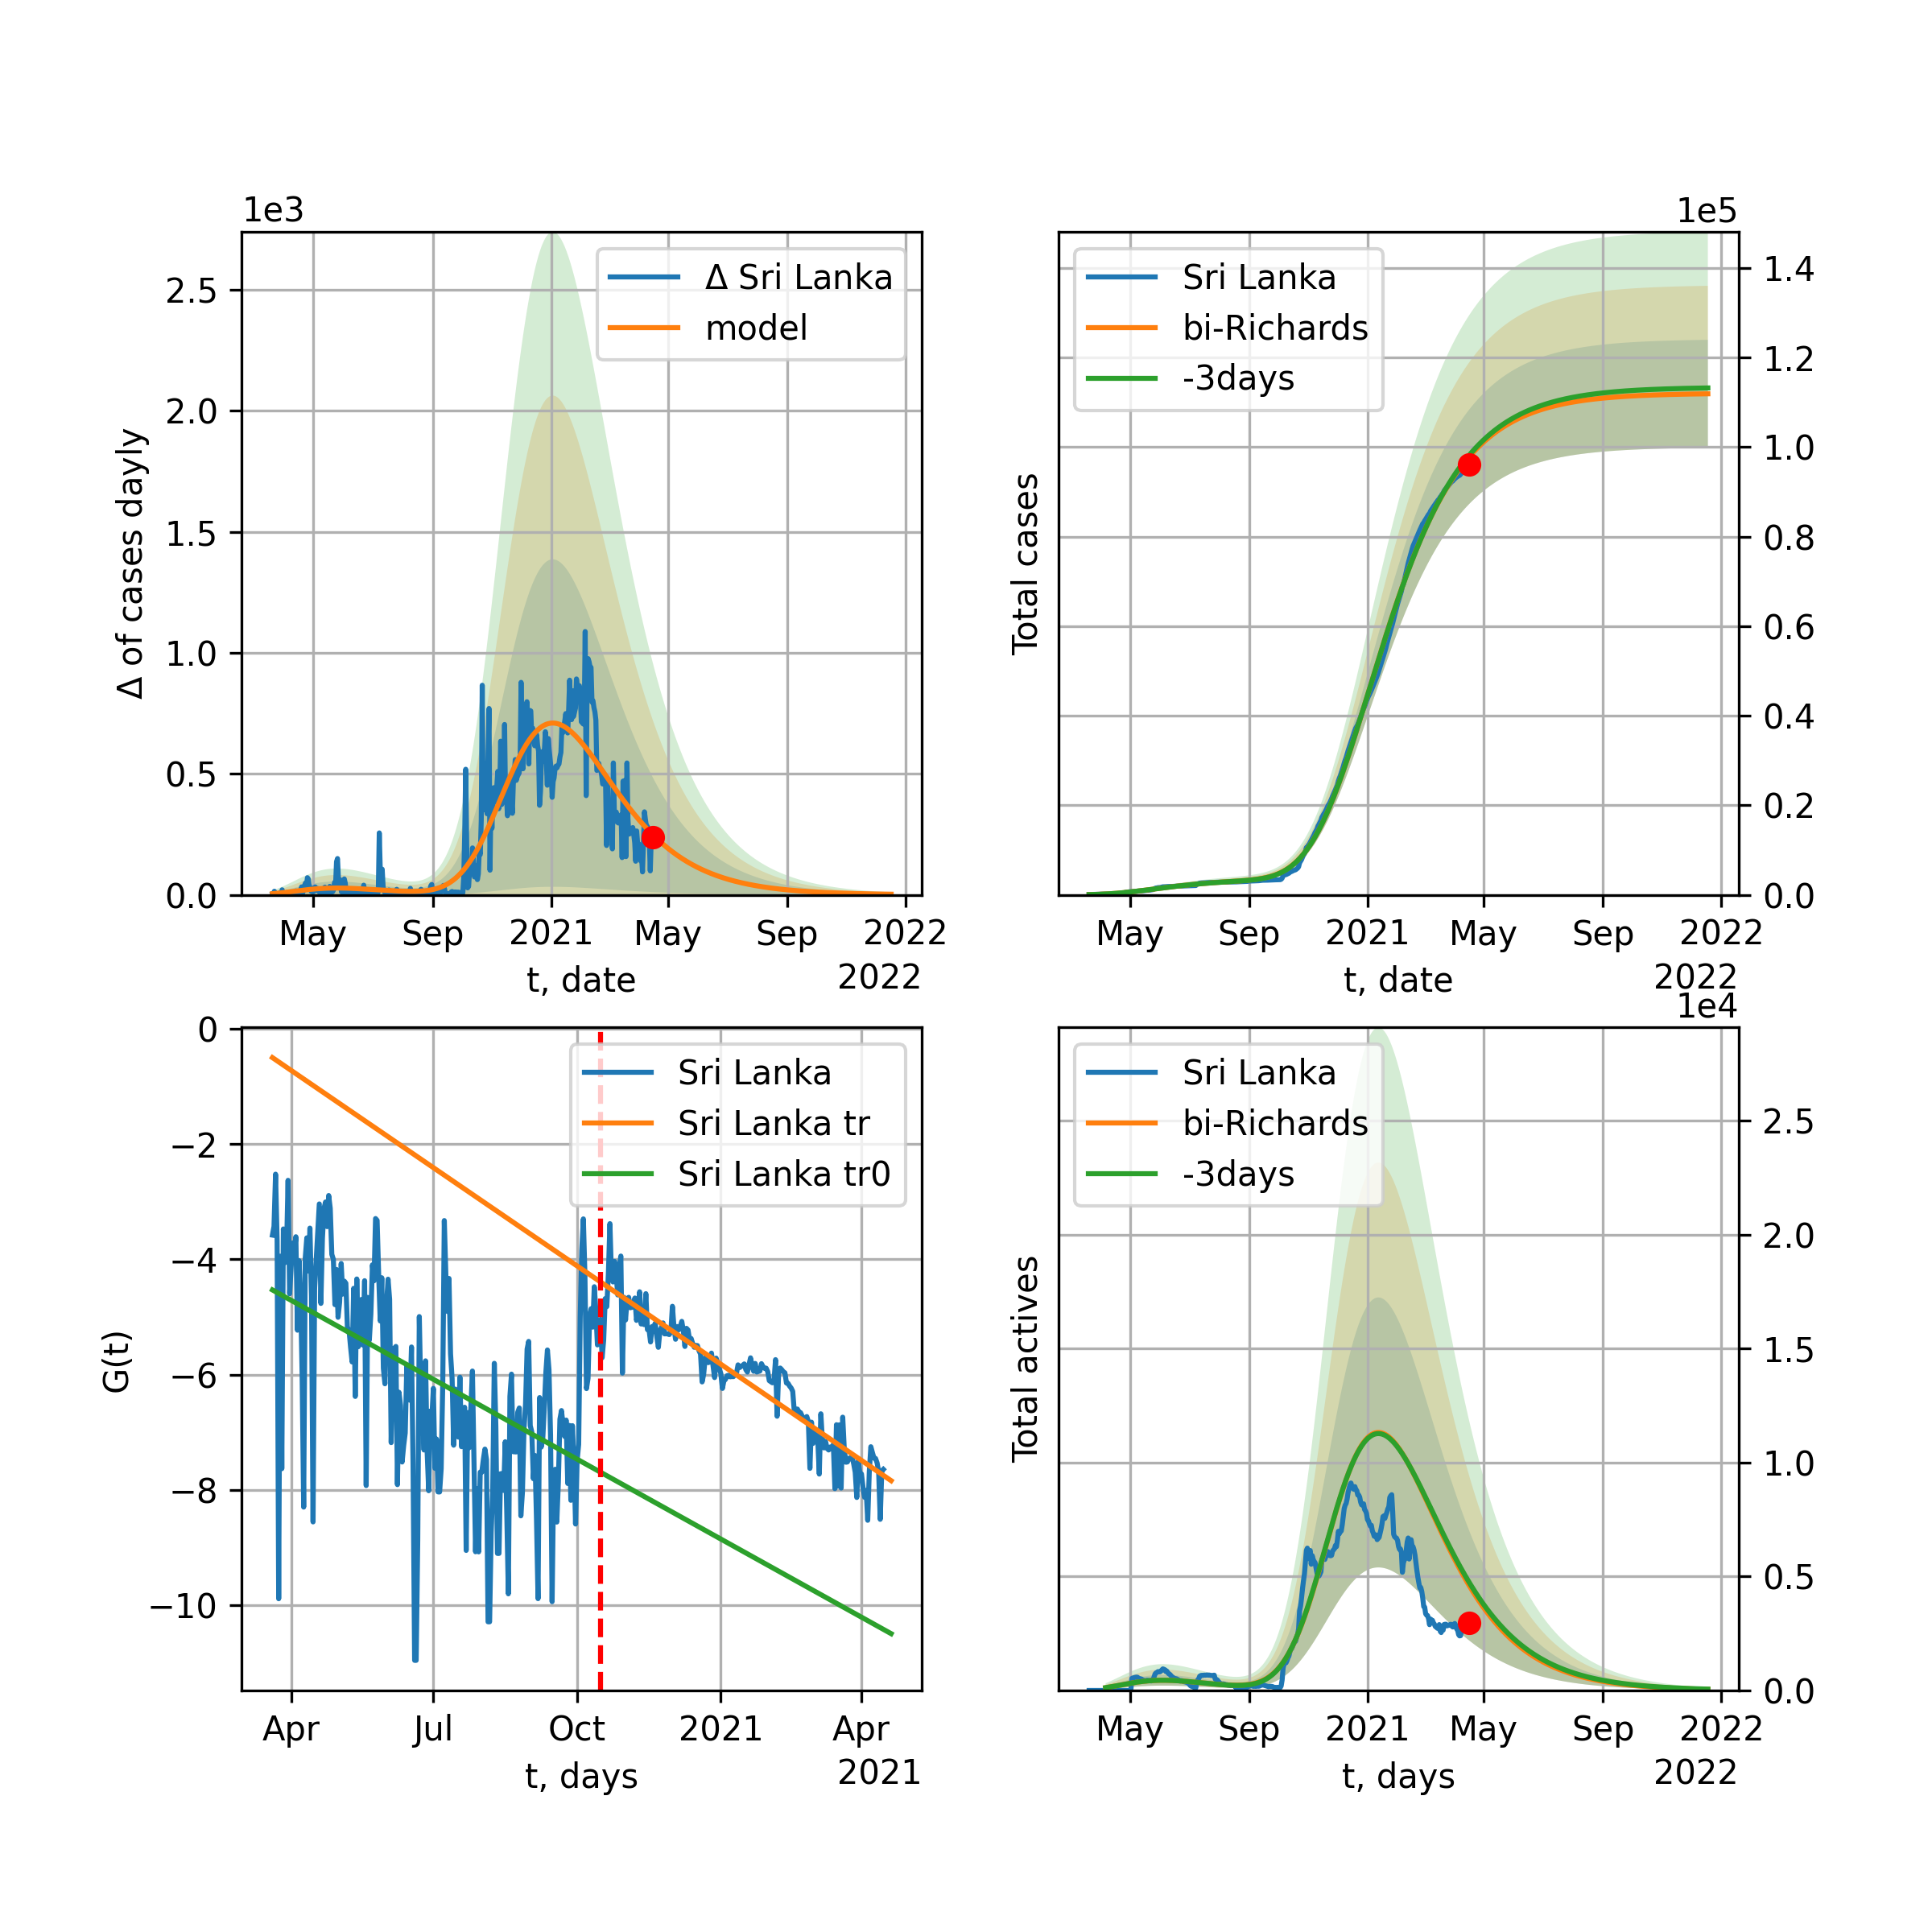 1e3
2.5
2.0
1.5
1.0
0.5
0.0
Δ of cases dayly
Δ Sri Lanka
model
May Sep 2021 May Sep 2022
t, date
2022
1e5
Sri Lanka
bi-Richards
-3days
Total cases
1.4
1.2
1.0
0.8
0.6
0.4
0.2
0.0
May Sep 2021 May Sep 2022
t, date
2022
0
−2
−4
−6
−8
−10
G(t)
Sri Lanka
Sri Lanka tr
Sri Lanka tr0
Apr Jul Oct 2021 Apr
t, days
2021
1e4
Sri Lanka
bi-Richards
-3days
Total actives
2.5
2.0
1.5
1.0
0.5
0.0
May Sep 2021 May Sep 2022
t, days
2022